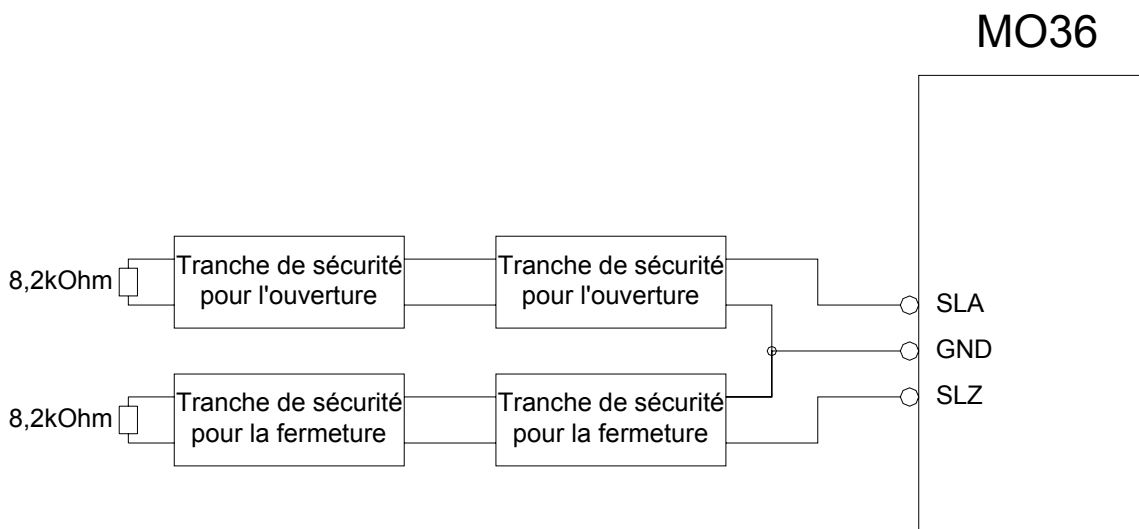 MO36
8,2kOhm
Tranche de sécurité
pour l'ouverture
Tranche de sécurité
pour l'ouverture
SLA
GND
8,2kOhm
Tranche de sécurité
pour la fermeture
Tranche de sécurité
pour la fermeture
SLZ